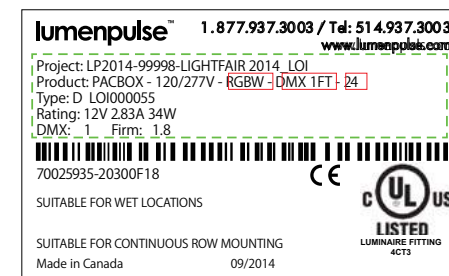 lumenpulse™ 1.877.937.3003 / Tel: 514.937.3003
www.lumenpulse.com
Project: LP2014-99998-LIGHTFAIR 2014_LOI
Product: PACBOX - 120/277V - RGBW - DMX 1FT - 24
Type: D LOI000055
Rating: 12V 2.83A 34W
DMX: 1 Firm: 1.8
70025935-20300F18
CE
SUITABLE FOR WET LOCATIONS
C UL US
LISTED
LUMINAIRE FITTING
4CT3
SUITABLE FOR CONTINUOUS ROW MOUNTING
Made in Canada 09/2014